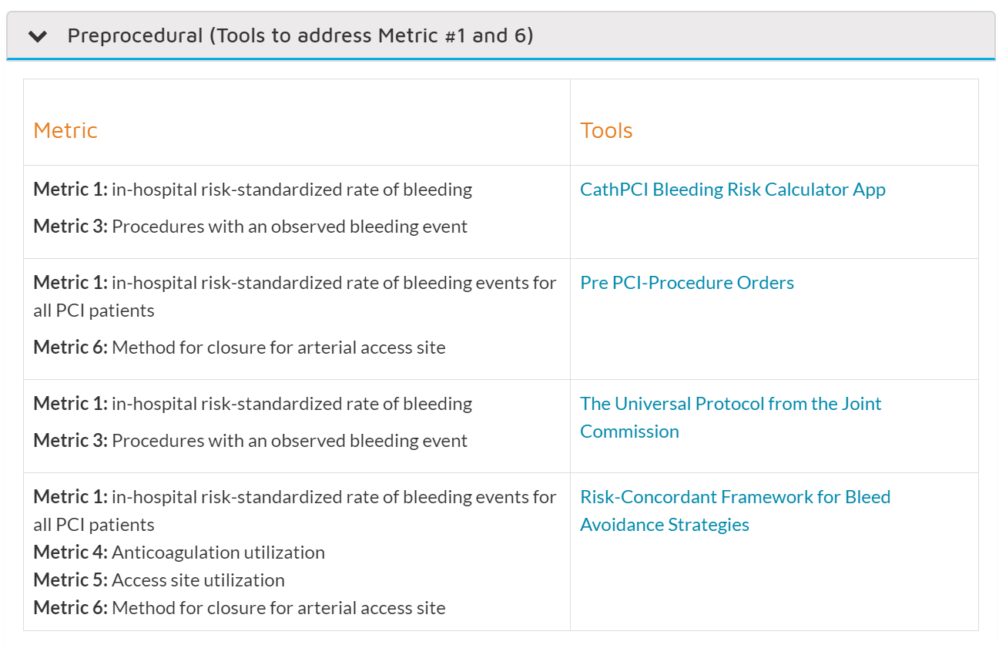 Preprocedural (Tools to address Metric #1 and 6)
Metric
Tools
Metric 1: in-hospital risk-standardized rate of bleeding
Metric 3: Procedures with an observed bleeding event
CathPCI Bleeding Risk Calculator App
Metric 1: in-hospital risk-standardized rate of bleeding events for
all PCI patients
Metric 6: Method for closure for arterial access site
Pre PCI-Procedure Orders
Metric 1: in-hospital risk-standardized rate of bleeding
Metric 3: Procedures with an observed bleeding event
The Universal Protocol from the Joint
Commission
Metric 1: in-hospital risk-standardized rate of bleeding events for
all PCI patients
Metric 4: Anticoagulation utilization
Metric 5: Access site utilization
Metric 6: Method for closure for arterial access site
Risk-Concordant Framework for Bleed
Avoidance Strategies